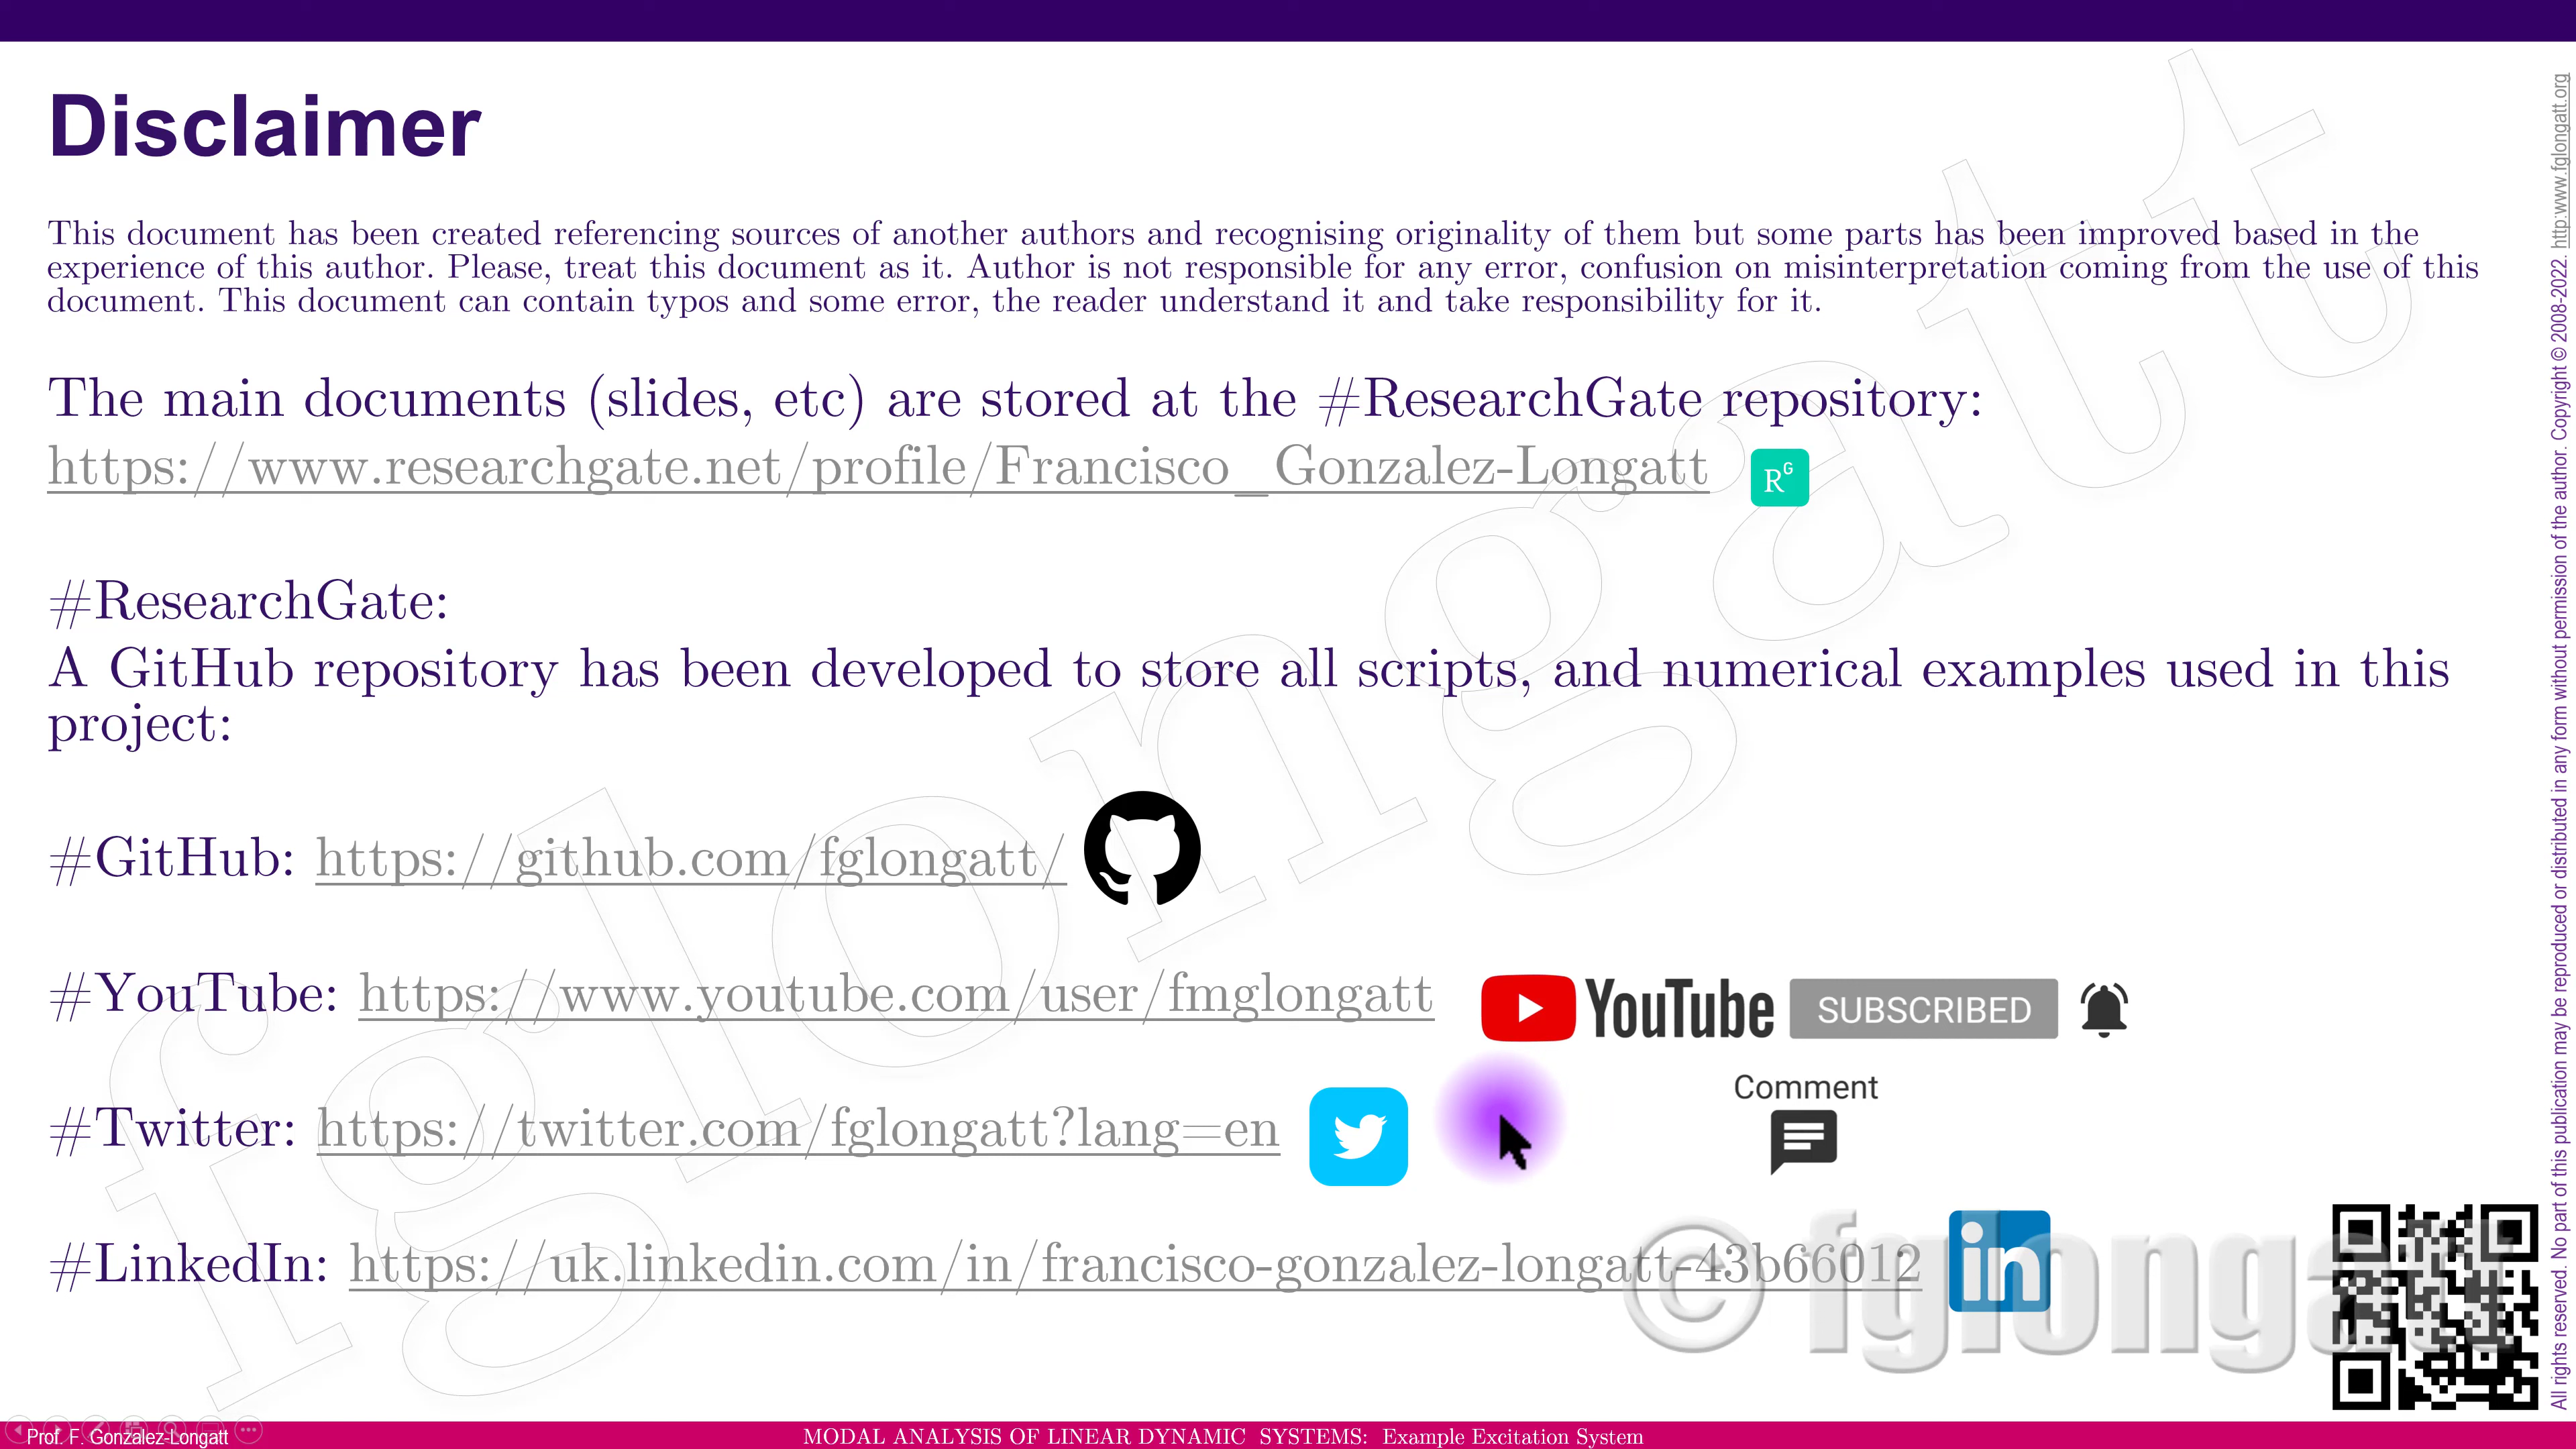 Disclaimer
This document has been created referencing sources of another authors and recognising originality of them but some parts has been improved based in the
experience of this author. Please, treat this document as it. Author is not responsible for any error, confusion on misinterpretation coming from the use of this
document. This document can contain typos and some error, the reader understand it and take responsibility for it.
The main documents (slides, etc) are stored at the #ResearchGate repository:
https://www.researchgate.net/profile/Francisco_Gonzalez-Longatt
RG
#ResearchGate:
A GitHub repository has been developed to store all scripts, and numerical examples used in this
project:
#GitHub: https://github.com/fglongatt/
#YouTube: https://www.youtube.com/user/fmglongatt
YouTube SUBSCRIBED
Comment
#Twitter: https://twitter.com/fglongatt?lang=en
#LinkedIn: https://uk.linkedin.com/in/francisco-gonzalez-longatt-43b66012
in
© fglongatt
fglongatt
All rights reserved. No part of this publication may be reproduced or distributed in any form without permission of the author. Copyright © 2008-2022. http:www.fglongatt.org
Prof. F. Gonzalez-Longatt
MODAL ANALYSIS OF LINEAR DYNAMIC SYSTEMS: Example Excitation System